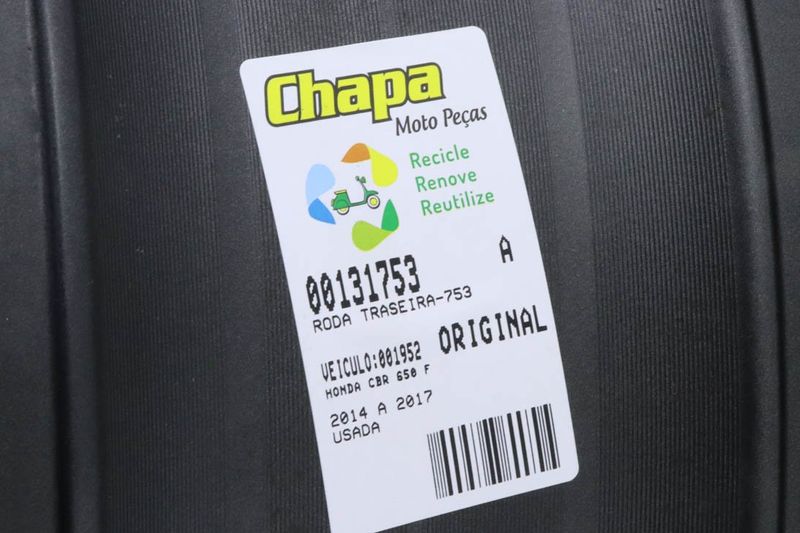 Chapa
Moto Peças
Recicle
Renove
Reutilize
A
00131753
RODA TRASEIRA-753
ORIGINAL
VEICULO:001952
HONDA CBR 650 F
2014 A 2017
USADA